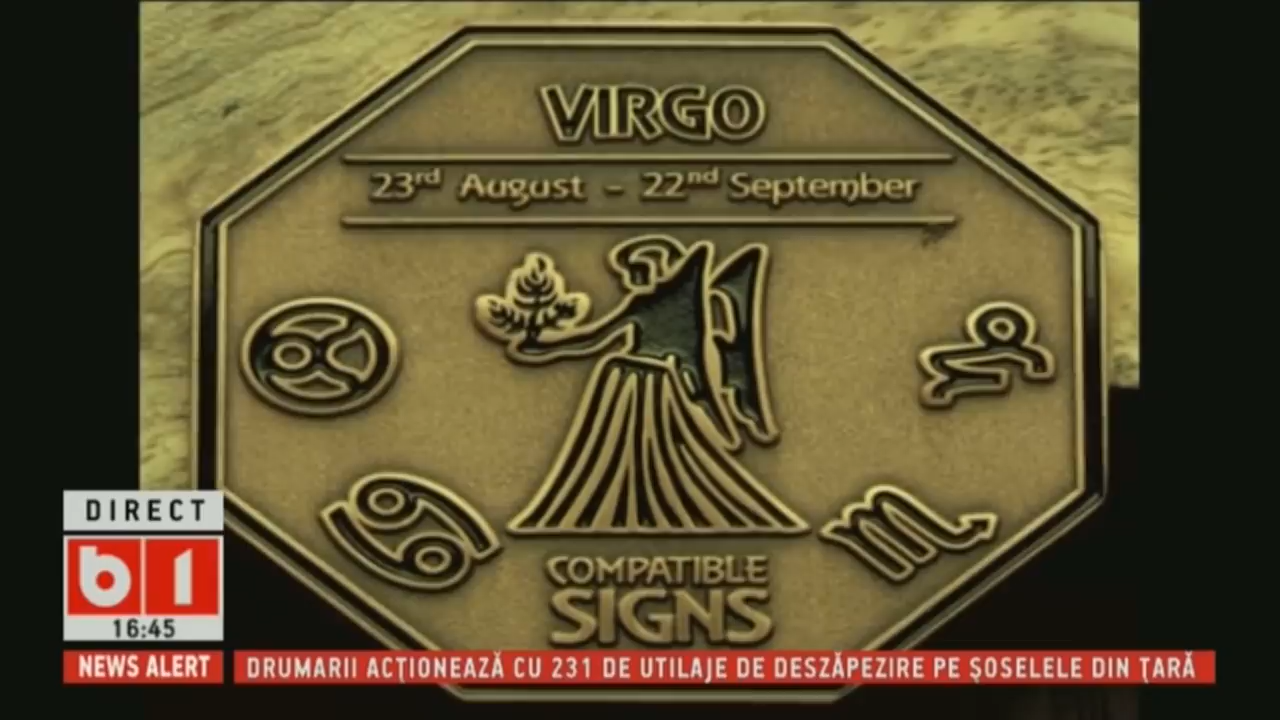 VIRGO
23rd August - 22nd September
COMPATIBLE
SIGNS
DIRECT
b1
16:45
NEWS ALERT
DRUMARII ACȚIONEAZĂ CU 231 DE UTILAJE DE DESZĂPEZIRE PE ȘOSELELE DIN ȚARĂ